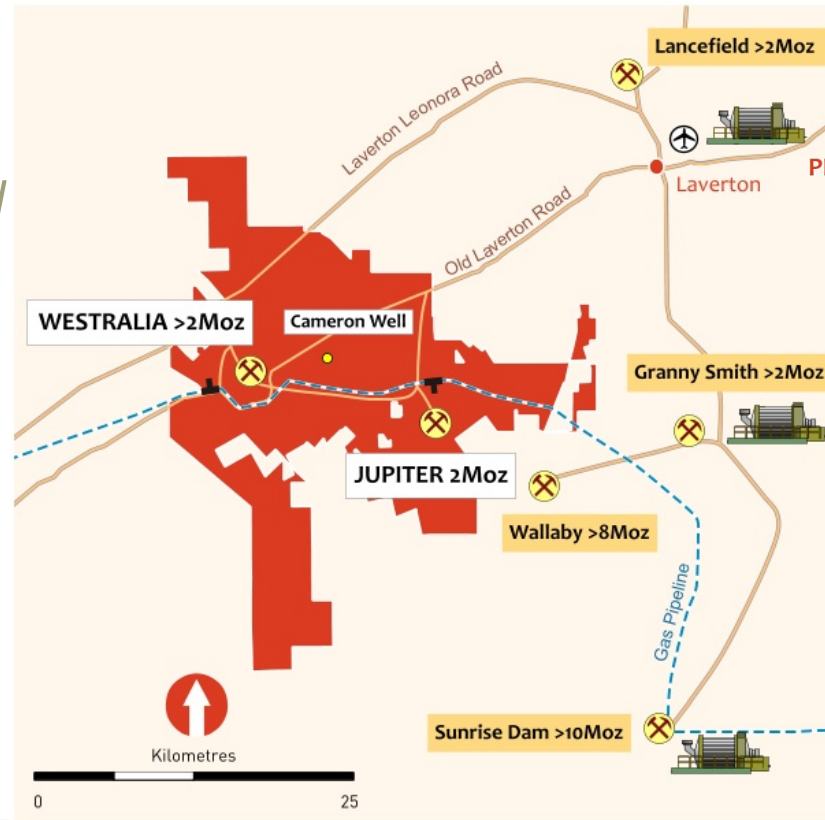 Lancefield >2Moz
Laverton Leonora Road
Laverton
Old Laverton Road
WESTRALIA >2Moz
Cameron Well
Granny Smith >2Moz
JUPITER 2Moz
Wallaby >8Moz
Gas Pipeline
Sunrise Dam >10Moz
Kilometres
0 25